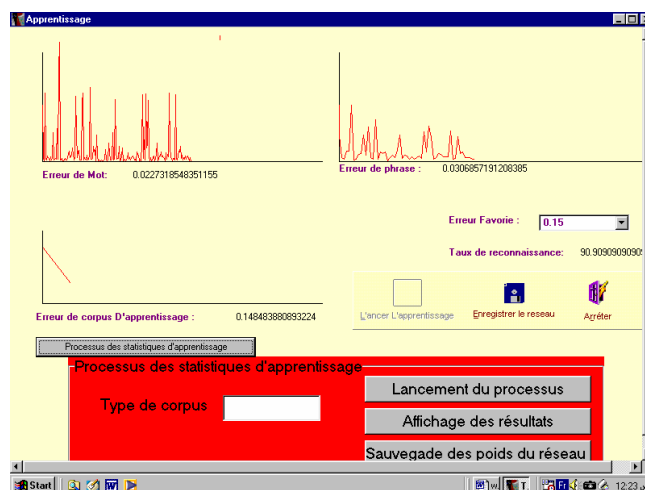 Apprentissage
Erreur de Mot: 0.0227318548351155
Erreur de phrase : 0.0306857191208385
Erreur Favorie : 0.15
Taux de reconnaissance: 90.9090909090
Erreur de corpus D'apprentissage : 0.148483880893224
L'ancer L'apprentissage
Enregistrer le reseau
Arréter
Processus des statistiques d'apprentissage
Processus des statistiques d'apprentissage
Type de corpus
Lancement du processus
Affichage des résultats
Sauvegade des poids du réseau
Start
12:23